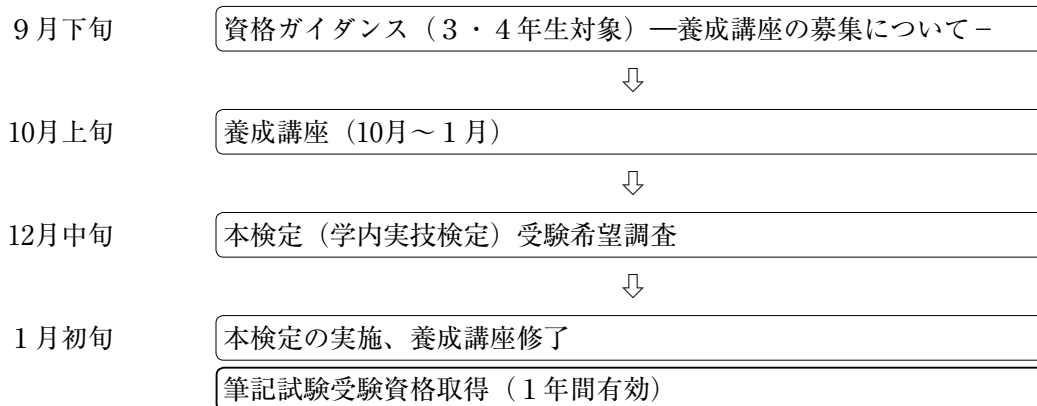 ９月下旬 資格ガイダンス（３・４年生対象）―養成講座の募集について−
⇩
10月上旬 養成講座（10月～１月）
⇩
12月中旬 本検定（学内実技検定）受験希望調査
⇩
１月初旬 本検定の実施、養成講座修了
筆記試験受験資格取得（１年間有効）